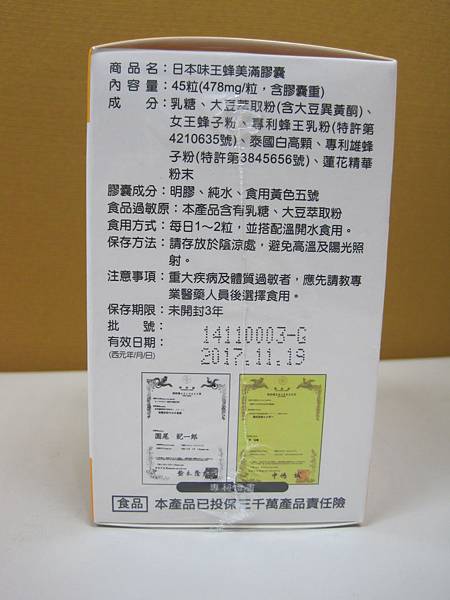 商品名:日本味王蜂美滿膠囊
內容量:45粒(478mg/粒,含膠囊重)
成分:乳糖、大豆萃取粉(含大豆異黃酮)、
女王蜂子粉、專利蜂王乳粉(特許第
4210635號)、泰國白高顆、專利雄蜂
子粉(特許第3845656號)、蓮花精華
粉末
膠囊成分:明膠、純水、食用黃色五號
食品過敏原:本產品含有乳糖、大豆萃取粉
食用方式:每日1~2粒,並搭配溫開水食用。
保存方法:請存放於陰涼處,避免高溫及陽光照
射。
注意事項:重大疾病及體質過敏者,應先請教專
業醫藥人員後選擇食用。
保存期限:未開封3年
批號:14110003-G
有效日期:2017.11.19
(西元年/月/日)
園尾 記一郎
專利證書
食品 本產品已投保三千萬產品責任險